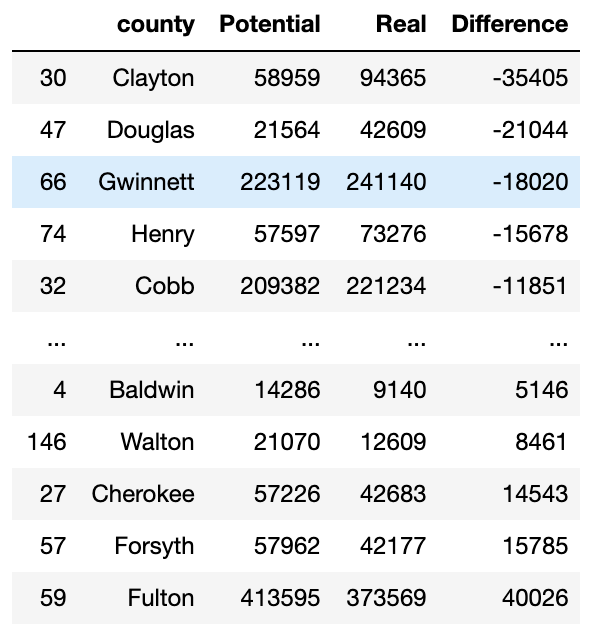 county Potential Real Difference
30 Clayton 58959 94365 -35405
47 Douglas 21564 42609 -21044
66 Gwinnett 223119 241140 -18020
74 Henry 57597 73276 -15678
32 Cobb 209382 221234 -11851
... ... ... ... ...
4 Baldwin 14286 9140 5146
146 Walton 21070 12609 8461
27 Cherokee 57226 42683 14543
57 Forsyth 57962 42177 15785
59 Fulton 413595 373569 40026